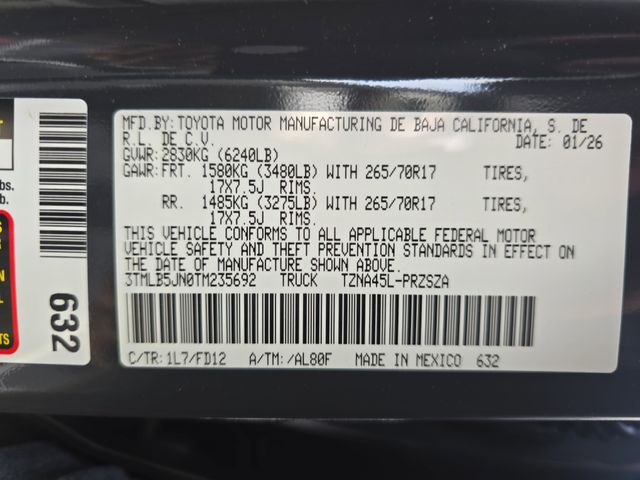 MFD.BY:TOYOTA MOTOR MANUFACTURING DE BAJA CALIFORNIA, S. DE
R.L. DE C.V. DATE: 01/26
GVWR:2830KG (6240LB)
GAWR:FRT. 1580KG (3480LB) WITH 265/70R17 TIRES,
17X7.5J RIMS.
RR. 1485KG (3275LB) WITH 265/70R17 TIRES,
17X7.5J RIMS.
THIS VEHICLE CONFORMS TO ALL APPLICABLE FEDERAL MOTOR
VEHICLE SAFETY AND THEFT PREVENTION STANDARDS IN EFFECT ON
THE DATE OF MANUFACTURE SHOWN ABOVE.
3TMLB5JN0TM235692 TRUCK TZNA45L-PRZSZA
C/TR:1L7/FD12 A/TM:/AL80F MADE IN MEXICO 632
632
bs.
b.